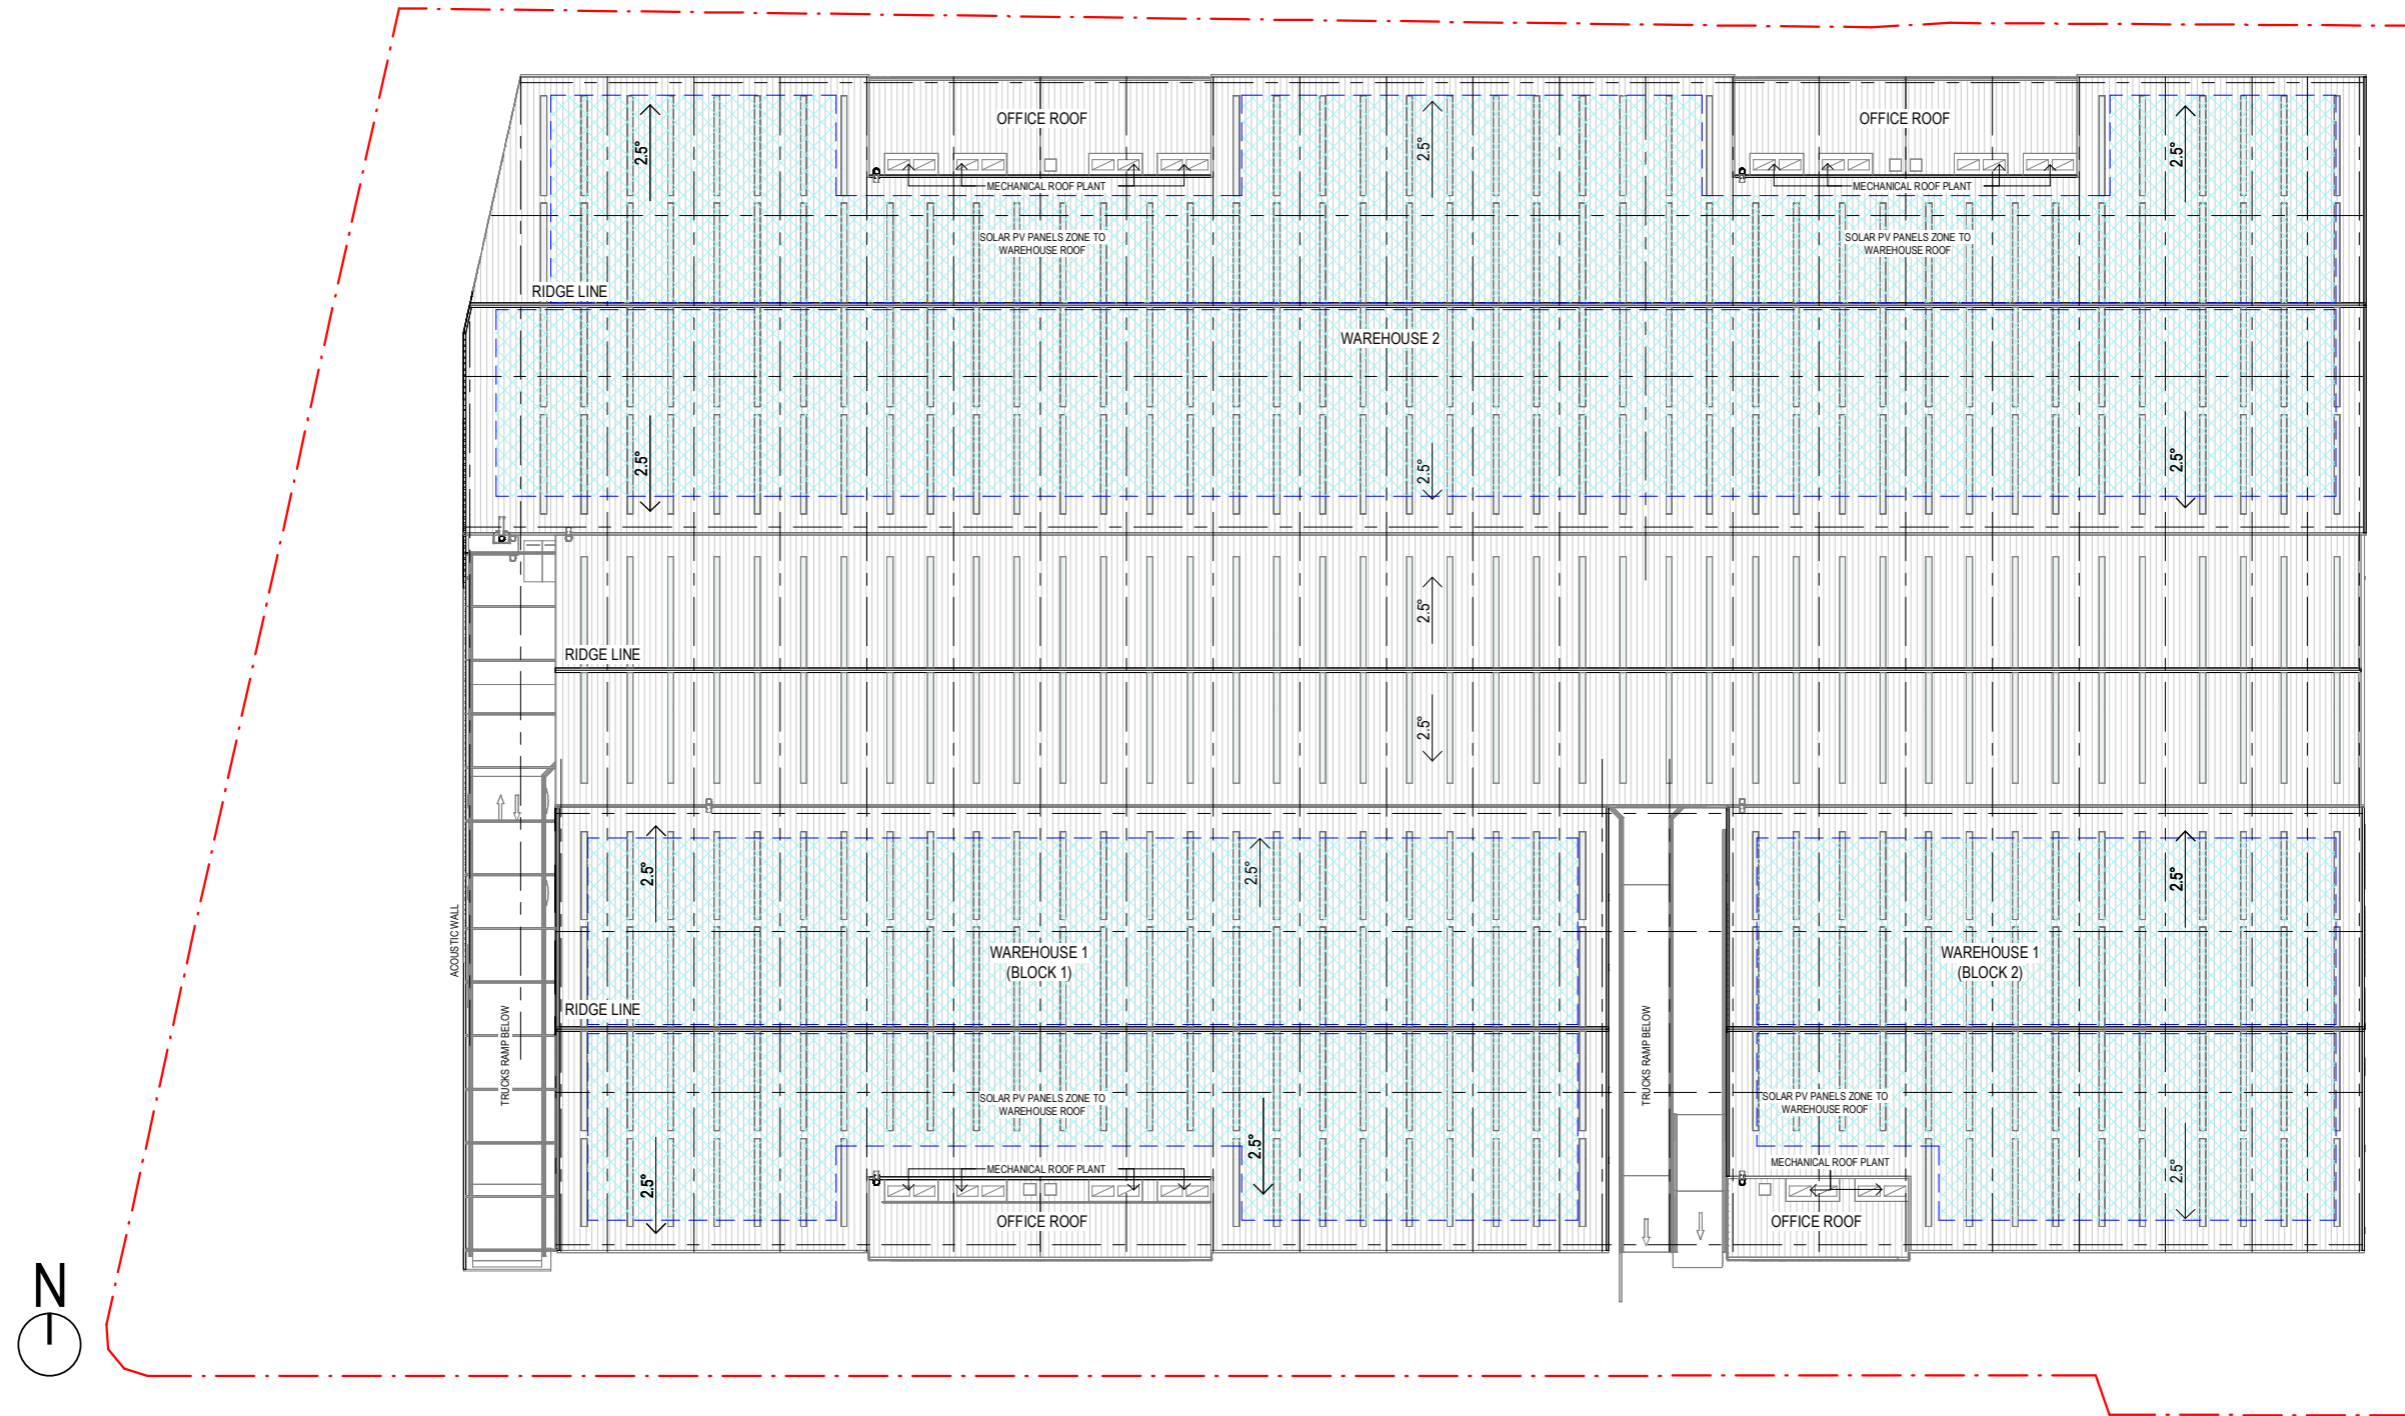 OFFICE ROOF
OFFICE ROOF
2.5°
2.5°
2.5°
MECHANICAL ROOF PLANT
MECHANICAL ROOF PLANT
SOLAR PV PANELS ZONE TO
WAREHOUSE ROOF
SOLAR PV PANELS ZONE TO
WAREHOUSE ROOF
RIDGE LINE
WAREHOUSE 2
2.5°
2.5°
2.5°
2.5°
RIDGE LINE
2.5°
2.5°
2.5°
2.5°
ACOUSTIC WALL
WAREHOUSE 1
(BLOCK 1)
WAREHOUSE 1
(BLOCK 2)
RIDGE LINE
TRUCKS RAMP BELOW
TRUCKS RAMP BELOW
SOLAR PV PANELS ZONE TO
WAREHOUSE ROOF
SOLAR PV PANELS ZONE TO
WAREHOUSE ROOF
2.5°
2.5°
2.5°
MECHANICAL ROOF PLANT
MECHANICAL ROOF PLANT
OFFICE ROOF
OFFICE ROOF
N